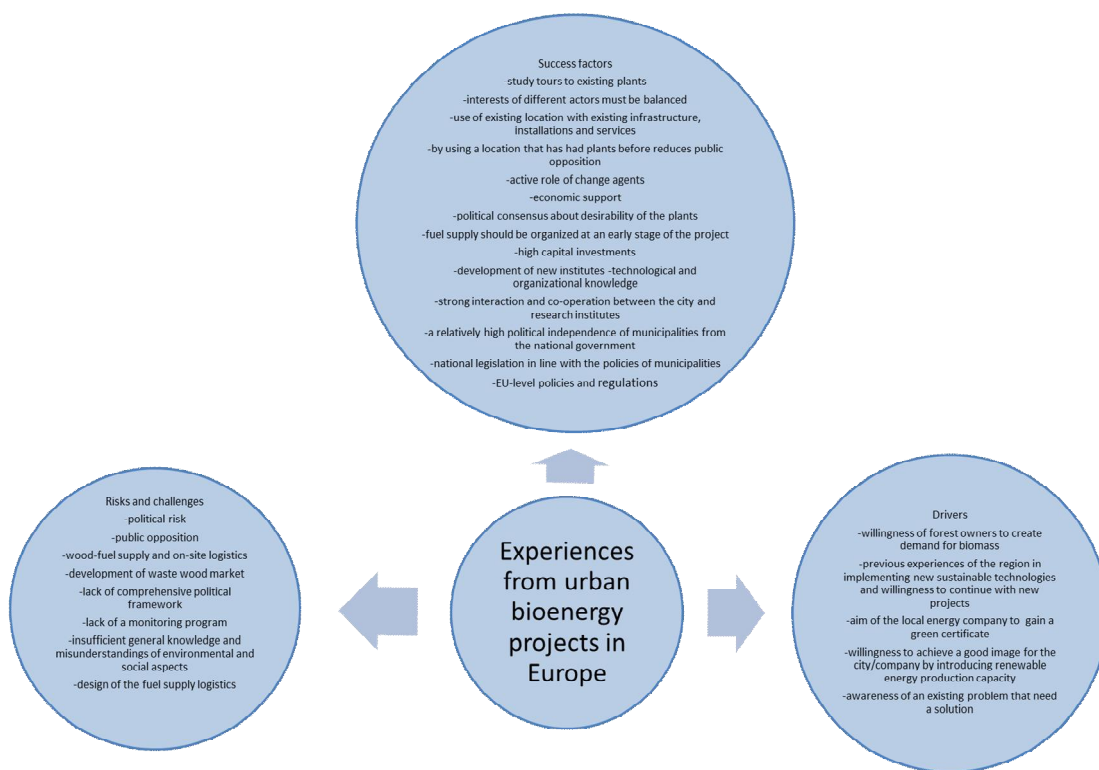 Success factors
study tours to existing plants
-interests of different actors must be balanced
-use of existing location with existing infrastructure,
installations and services
-by using a location that has had plants before reduces public
opposition
-active role of change agents
-economic support
-political consensus about desirability of the plants
-fuel supply should be organized at an early stage of the project
-high capital investments
-development of new institutes -technological and
organizational knowledge
-strong interaction and co-operation between the city and
research institutes
-a relatively high political independence of municipalities from
the national government
-national legislation in line with the policies of municipalities
-EU-level policies and regulations
Risks and challenges
-political risk
-public opposition
-wood-fuel supply and on-site logistics
-development of waste wood market
-lack of comprehensive political
framework
-lack of a monitoring program
-insufficient general knowledge and
misunderstandings of environmental and
social aspects
-design of the fuel supply logistics
Experiences
from urban
bioenergy
projects in
Europe
Drivers
-willingness of forest owners to create
demand for biomass
-previous experiences of the region in
implementing new sustainable technologies
and willingness to continue with new
projects
-aim of the local energy company to gain a
green certificate
-willingness to achieve a good image for the
city/company by introducing renewable
energy production capacity
-awareness of an existing problem that need
a solution